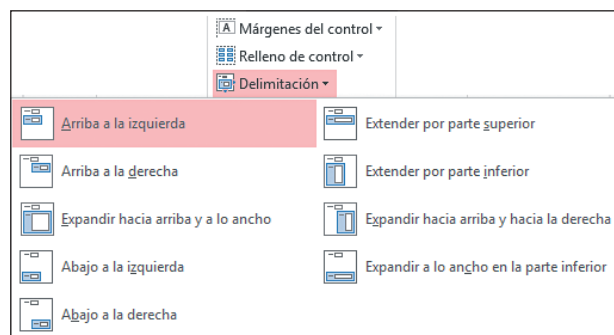 Márgenes del control
Relleno de control
Delimitación
Arriba a la izquierda
Arriba a la derecha
Expandir hacia arriba y a lo ancho
Abajo a la izquierda
Abajo a la derecha
Extender por parte superior
Extender por parte inferior
Expandir hacia arriba y hacia la derecha
Expandir a lo ancho en la parte inferior